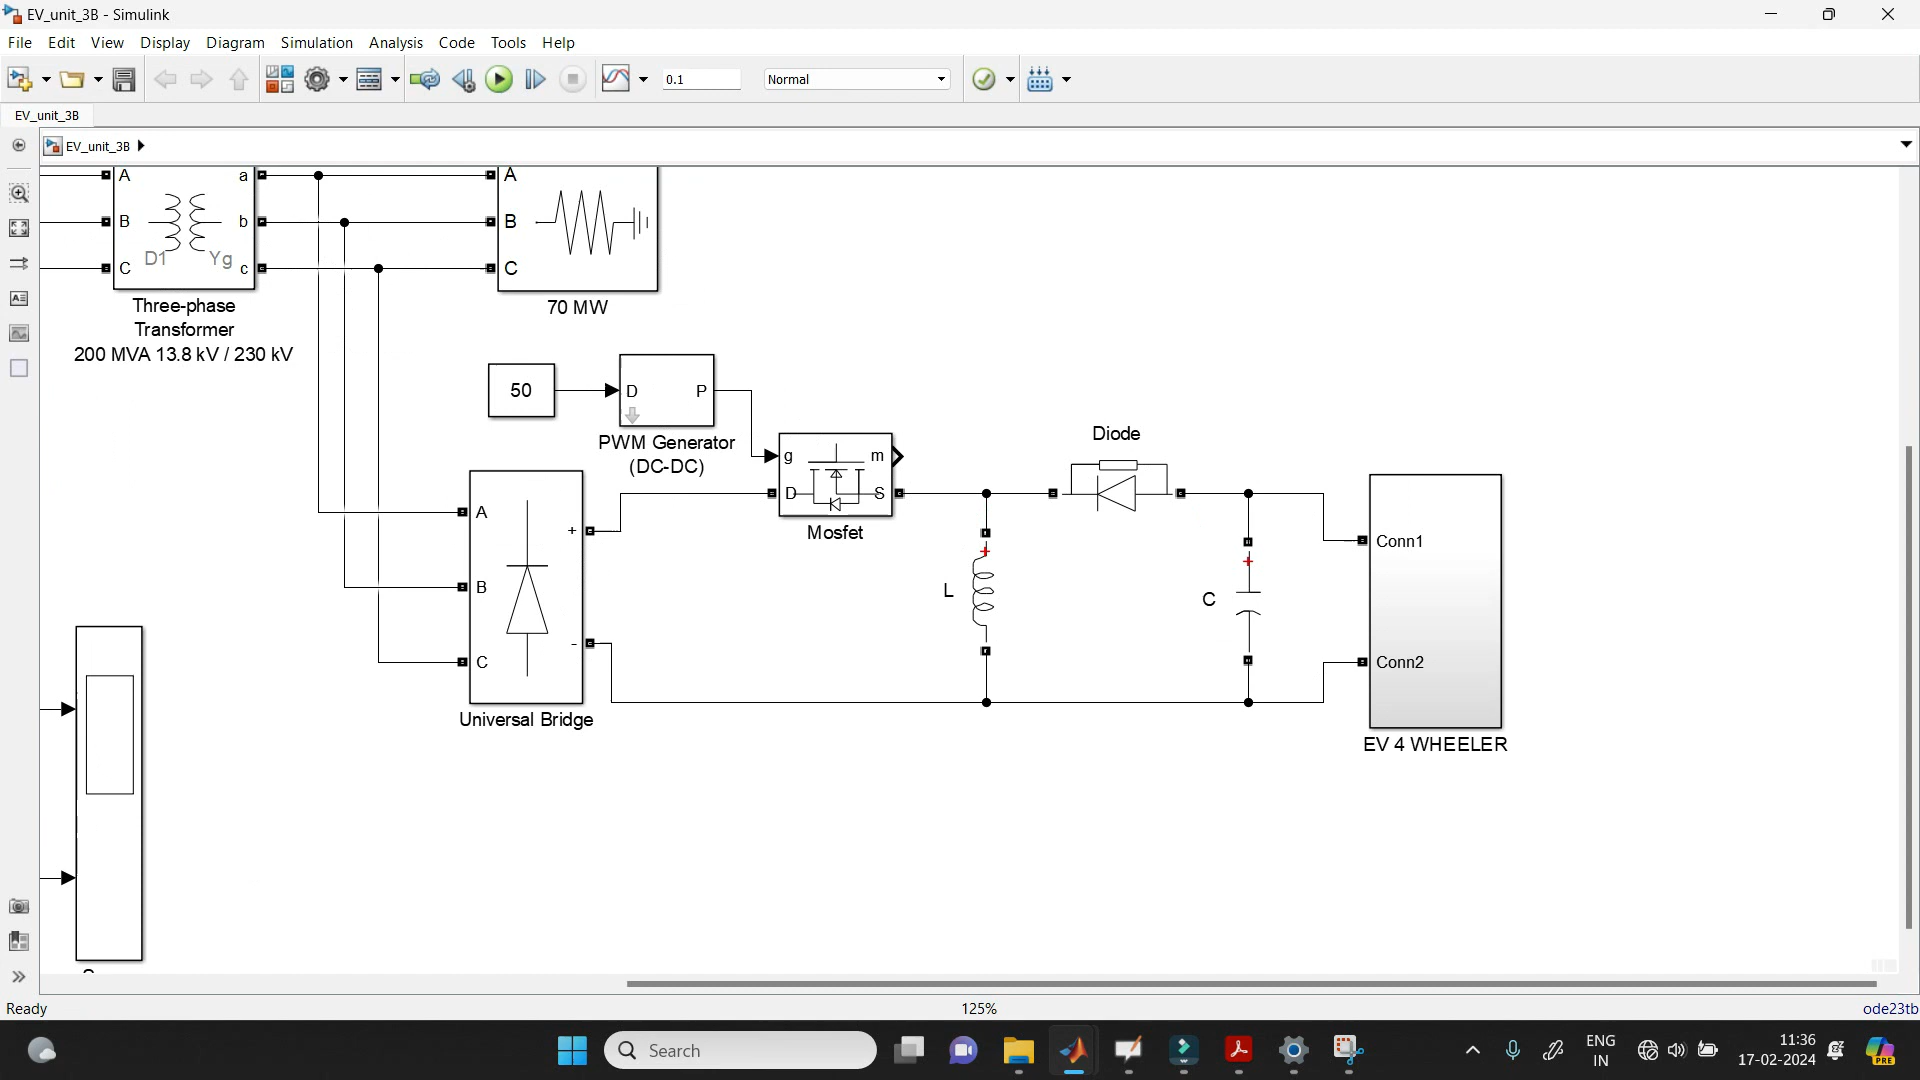 EV_unit_3B - Simulink
File Edit View Display Diagram Simulation Analysis Code Tools Help
0.1 Normal
EV_unit_3B
EV_unit_3B
A a A
B b B
D1 Yg
C c C
Three-phase
Transformer
200 MVA 13.8 kV / 230 kV
70 MW
50
D P
PWM Generator
(DC-DC)
g m
D S
Mosfet
Diode
A
B
C
+
-
Universal Bridge
+
L
+
C
Conn1
Conn2
EV 4 WHEELER
Ready 125% ode23tb
Search
ENG
IN
11:36
17-02-2024
PRE